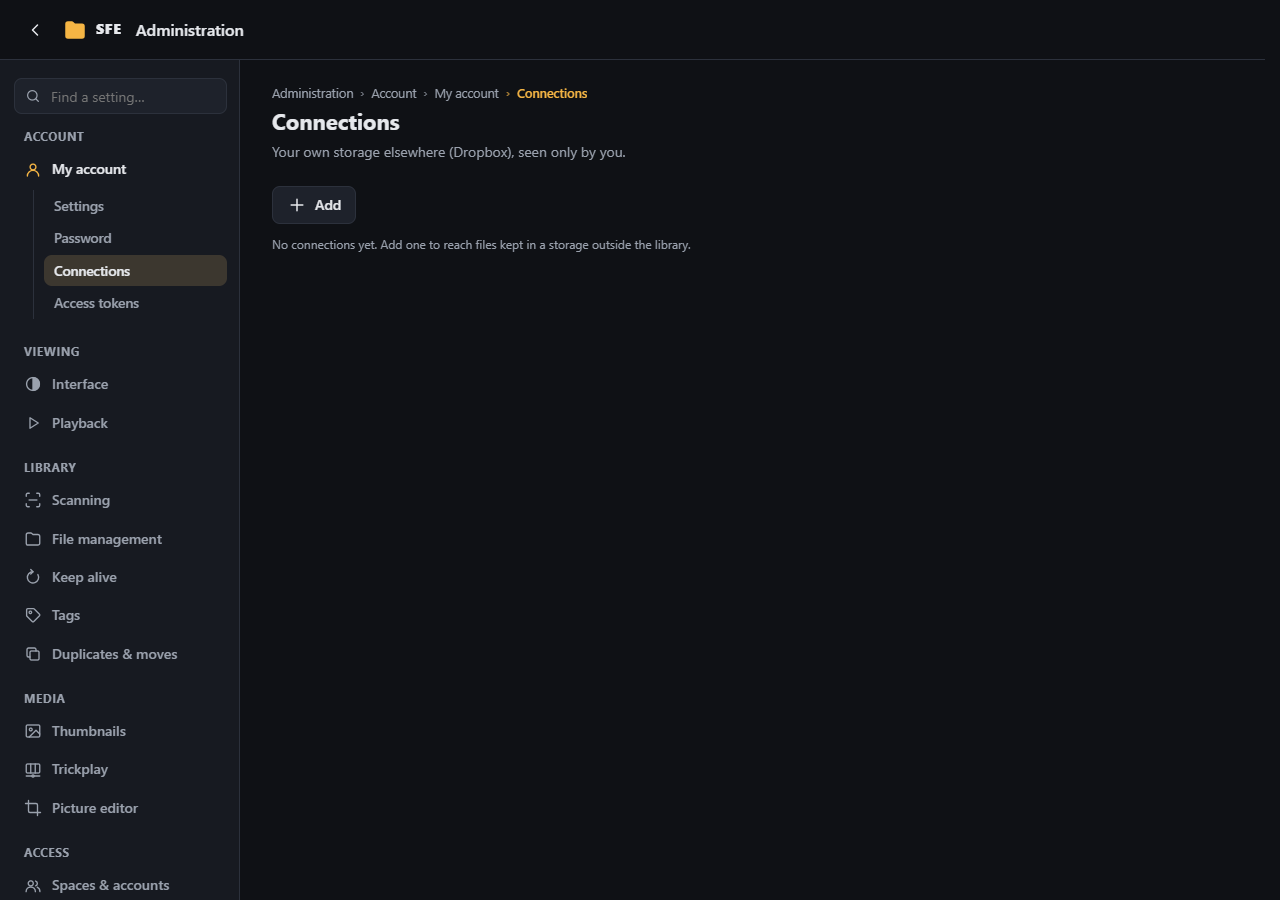 SFE Administration
Find a setting...
ACCOUNT
My account
Settings
Password
Connections
Access tokens
VIEWING
Interface
Playback
LIBRARY
Scanning
File management
Keep alive
Tags
Duplicates & moves
MEDIA
Thumbnails
Trickplay
Picture editor
ACCESS
Spaces & accounts
Administration › Account › My account › Connections
Connections
Your own storage elsewhere (Dropbox), seen only by you.
Add
No connections yet. Add one to reach files kept in a storage outside the library.